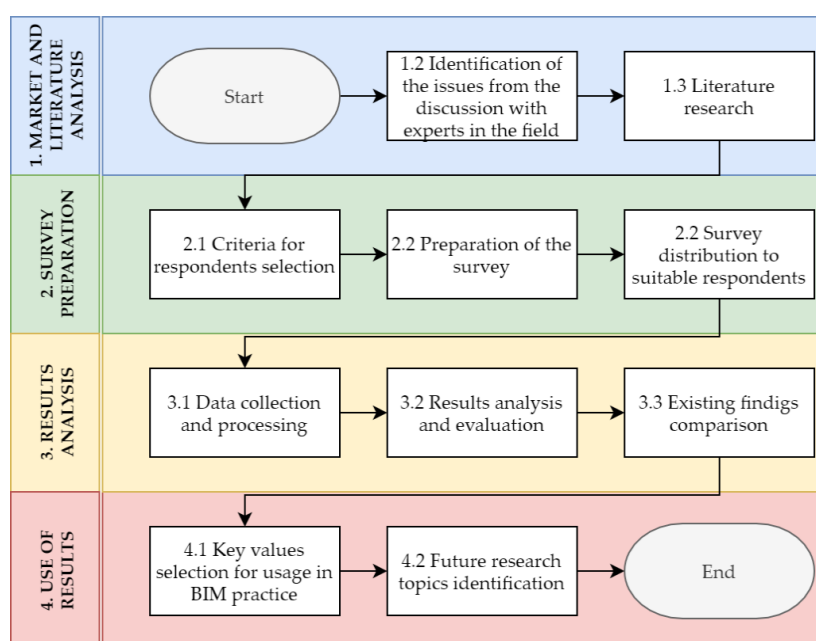 1. MARKET AND
LITERATURE
ANALYSIS
Start
1.2 Identification of
the issues from the
discussion with
experts in the field
1.3 Literature
research
2. SURVEY
PREPARATION
2.1 Criteria for
respondents selection
2.2 Preparation of the
survey
2.2 Survey
distribution to
suitable respondents
3. RESULTS
ANALYSIS
3.1 Data collection
and processing
3.2 Results analysis
and evaluation
3.3 Existing findigs
comparison
4. USE OF
RESULTS
4.1 Key values
selection for usage in
BIM practice
4.2 Future research
topics identification
End